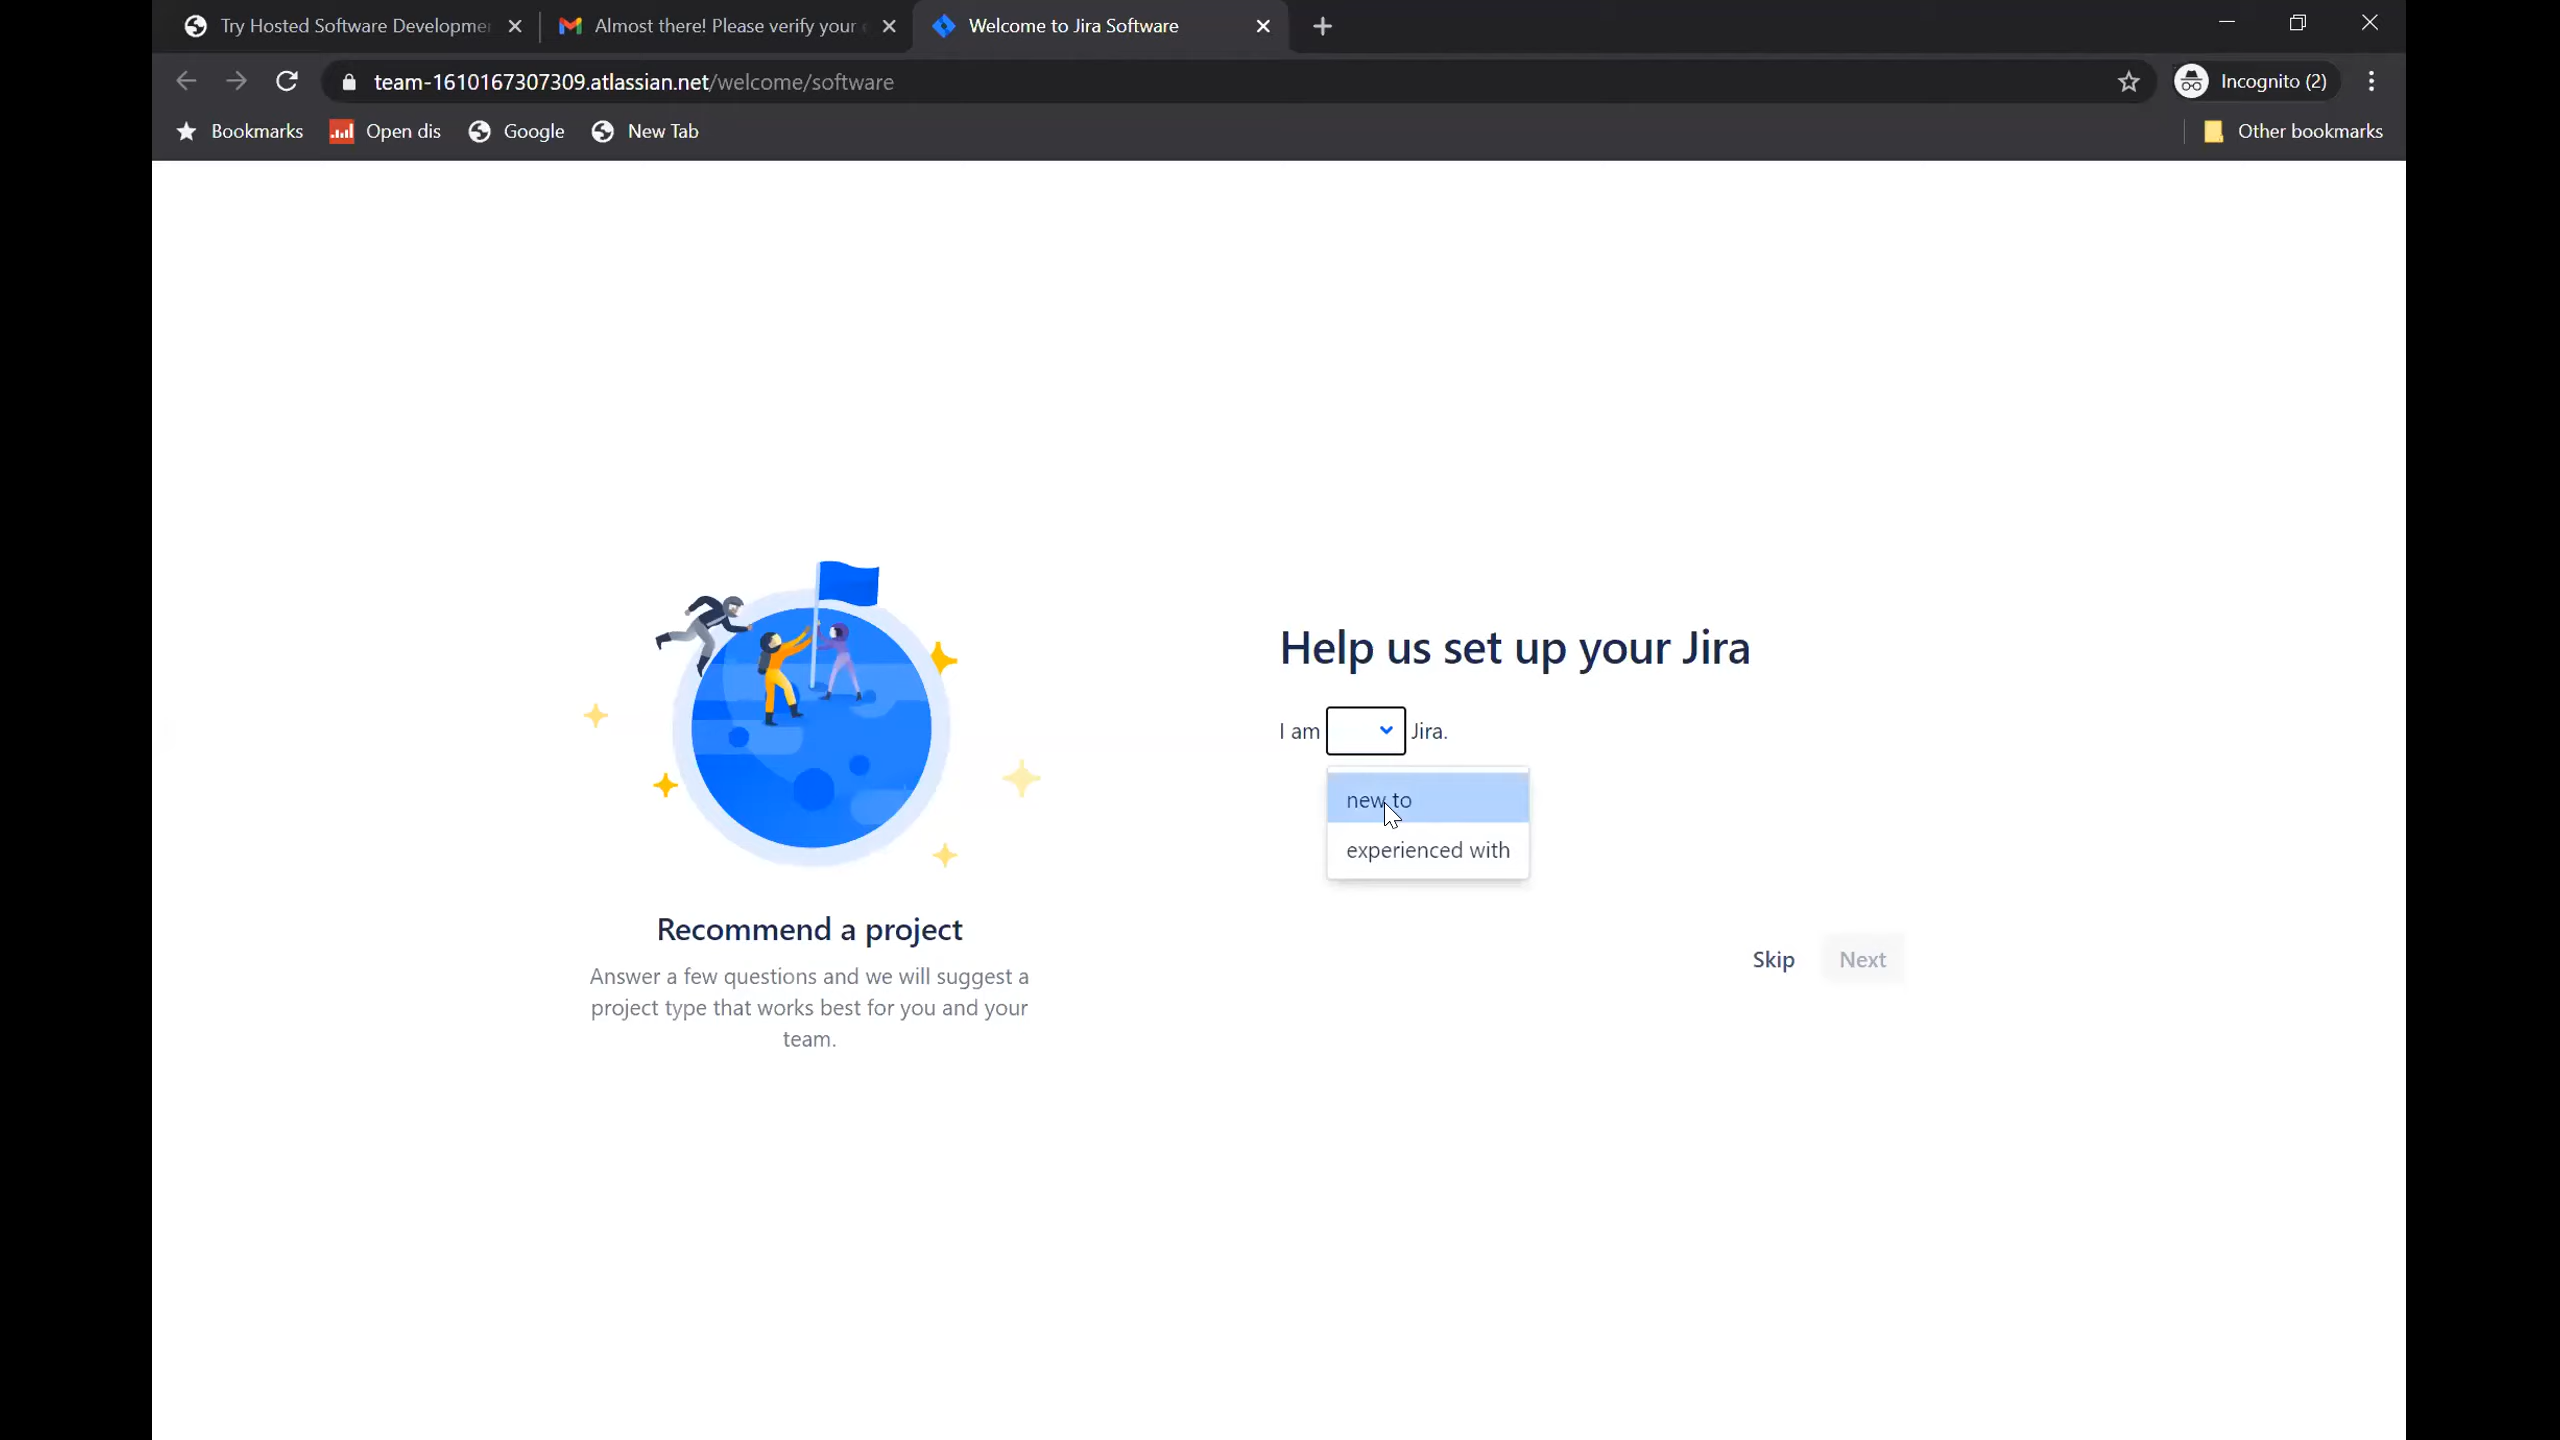 Try Hosted Software Developme
Almost there! Please verify your e
Welcome to Jira Software
team-1610167307309.atlassian.net/welcome/software
Incognito (2)
Bookmarks
Open dis
Google
New Tab
Other bookmarks
Help us set up your Jira
I am Jira.
new to
experienced with
Recommend a project
Answer a few questions and we will suggest a
project type that works best for you and your
team.
Skip
Next